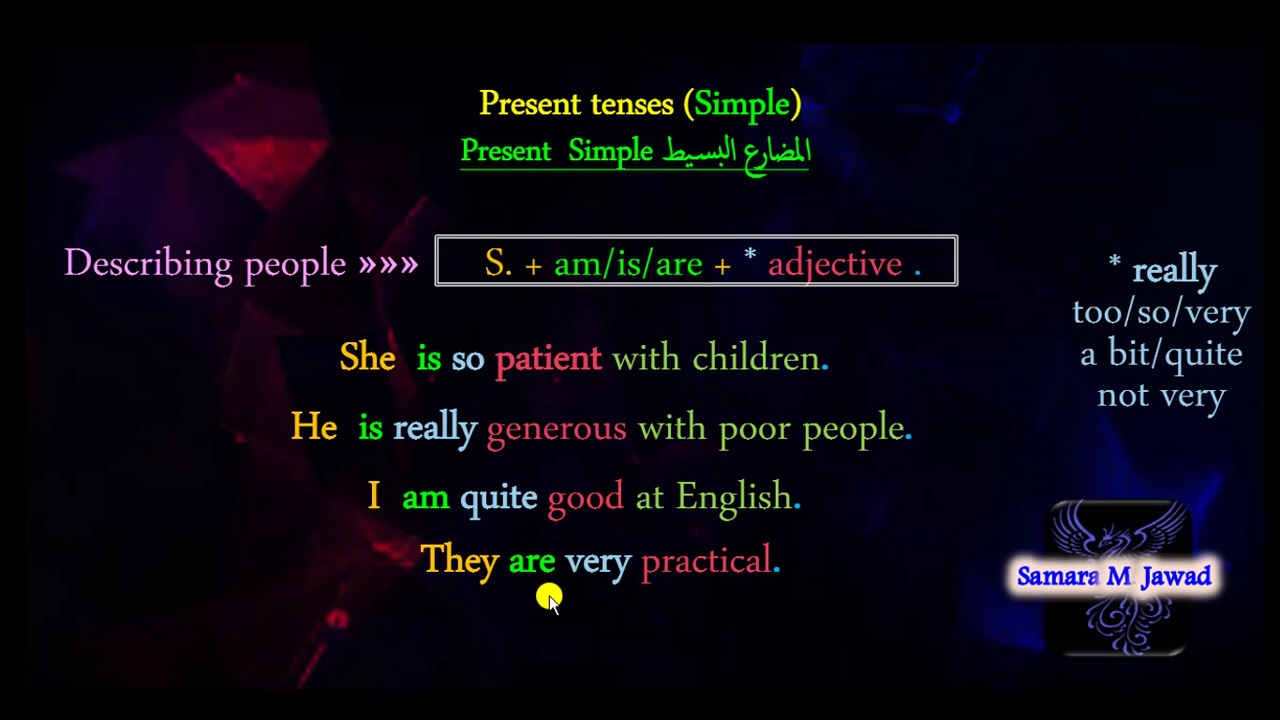 Present tenses (Simple)
Present Simple المضارع البسيط
Describing people »»» S. + am/is/are + * adjective .
* really
too/so/very
a bit/quite
not very
She is so patient with children.
He is really generous with poor people.
I am quite good at English.
They are very practical.
Samara M. Jawad